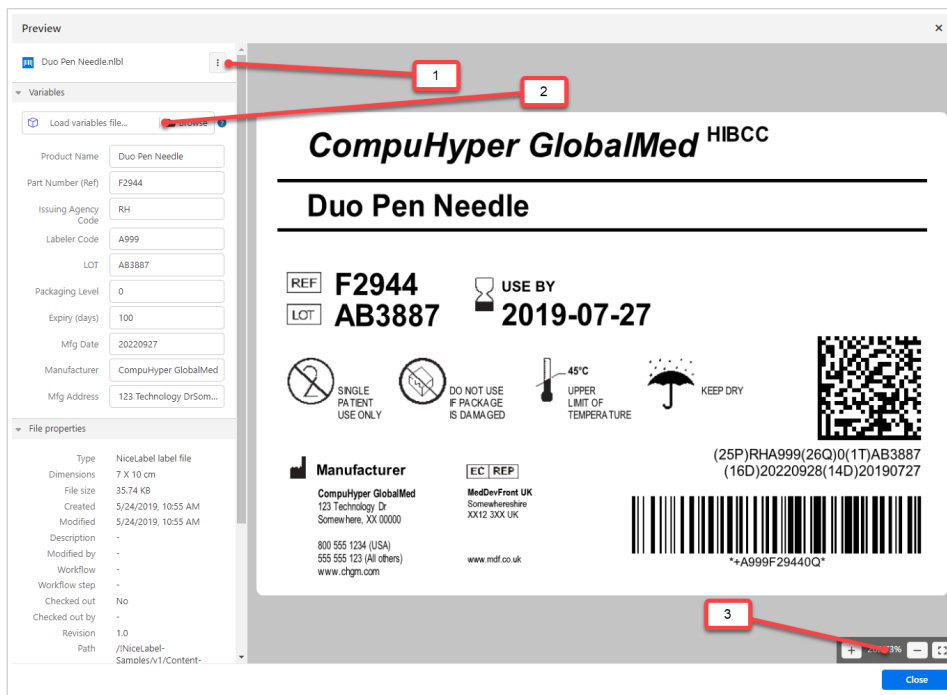 Preview
Duo Pen Needle.nlbl
1
Variables
2
Load variables file...
Browse
Product Name Duo Pen Needle
Part Number (Ref) F2944
Issuing Agency
Code
RH
Labeler Code A999
LOT AB3887
Packaging Level 0
Expiry (days) 100
Mfg Date 20220927
Manufacturer CompuHyper GlobalMed
Mfg Address 123 Technology DrSom...
File properties
Type NiceLabel label file
Dimensions 7 X 10 cm
File size 35.74 KB
Created 5/24/2019, 10:55 AM
Modified 5/24/2019, 10:55 AM
Description -
Modified by -
Workflow -
Workflow step -
Checked out No
Checked out by -
Revision 1.0
Path /!NiceLabel-
Samples/v1/Content-
CompuHyper GlobalMed HIBCC
Duo Pen Needle
REF F2944
LOT AB3887
USE BY
2019-07-27
2
SINGLE
PATIENT
USE ONLY
DO NOT USE
IF PACKAGE
IS DAMAGED
45°C
UPPER
LIMIT OF
TEMPERATURE
KEEP DRY
(25P)RHA999(26Q)0(1T)AB3887
(16D)20220928(14D)20190727
Manufacturer
CompuHyper GlobalMed
123 Technology Dr
Somewhere, XX 00000
800 555 1234 (USA)
555 555 123 (All others)
www.chgm.com
EC REP
MedDevFront UK
Somewhereshire
XX12 3XX UK
www.mdf.co.uk
*+A999F29440Q*
3
Close